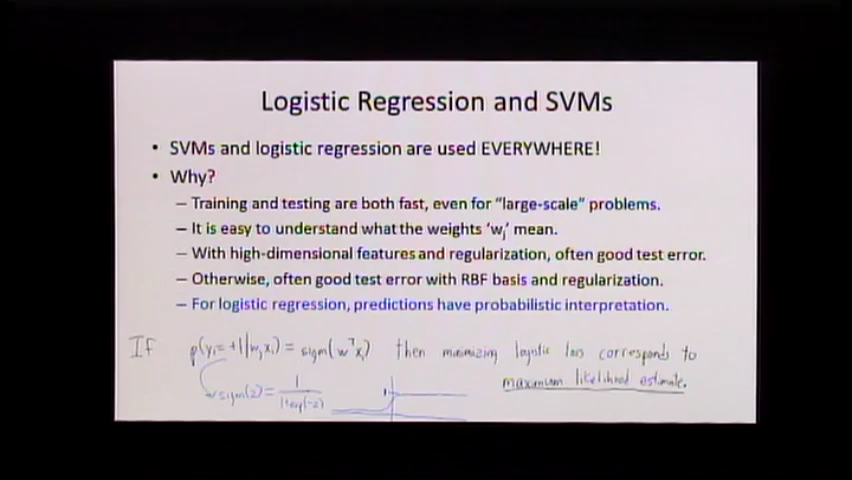 Logistic Regression and SVMs
• SVMs and logistic regression are used EVERYWHERE!
• Why?
– Training and testing are both fast, even for “large-scale” problems.
– It is easy to understand what the weights ‘wj’ mean.
– With high-dimensional features and regularization, often good test error.
– Otherwise, often good test error with RBF basis and regularization.
– For logistic regression, predictions have probabilistic interpretation.
If p(yi = +1 | w, xi) = sigm(wᵀxi) then minimizing logistic loss corresponds to
maximum likelihood estimate.
sigm(z) = 1/(1+exp(-z))
1